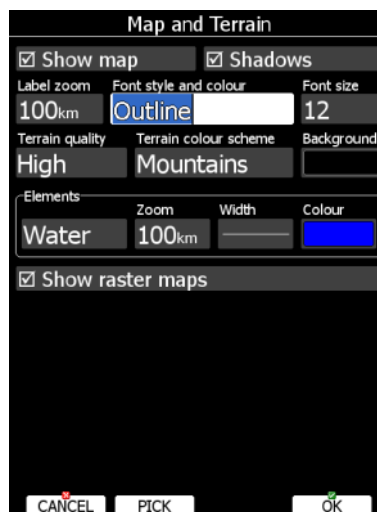 Map and Terrain
Show map Shadows
Label zoom Font style and colour Font size
100km Outline 12
Terrain quality Terrain colour scheme Background
High Mountains
Elements
Zoom Width Colour
Water 100km
Show raster maps
CANCEL PICK OK